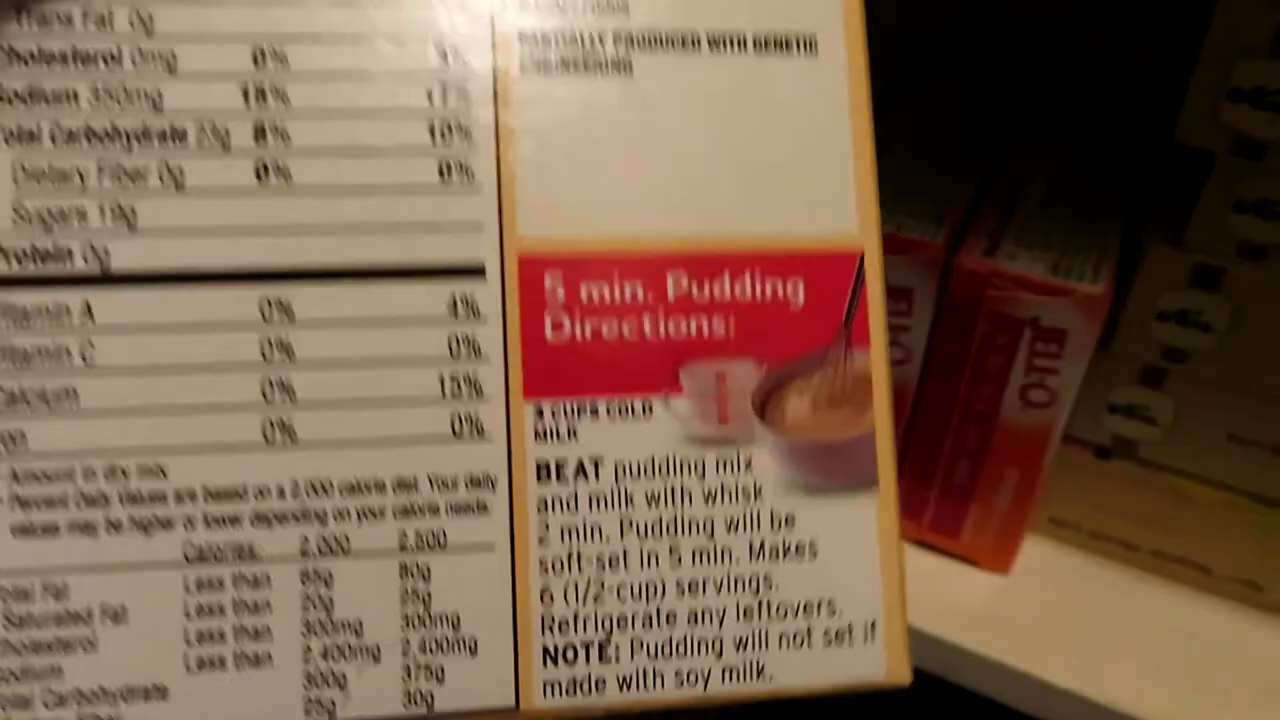 Trans Fat 0g
Cholesterol 0mg 0%
Sodium 350mg 15%
Total Carbohydrate 23g 8% 10%
Dietary Fiber 0g 0% 0%
Sugars
Protein 0g
Vitamin A 0% 4%
Vitamin C 0% 0%
Calcium 0% 15%
0% 0%
Amount in dry mix
Percent Daily Values are based on a 2,000 calorie diet. Your daily
values may be higher or lower depending on your calorie needs.
Calories: 2,000 2,500
Total Fat Less than 65g 80g
Saturated Fat Less than 20g 25g
Cholesterol Less than 300mg 300mg
Sodium Less than 2,400mg 2,400mg
Total Carbohydrate 300g 375g
25g 30g
PARTIALLY PRODUCED WITH GENETIC
ENGINEERING
5 min. Pudding
Directions:
3 CUPS COLD
MILK
BEAT pudding mix
and milk with whisk
2 min. Pudding will be
soft-set in 5 min. Makes
6 (1/2-cup) servings.
Refrigerate any leftovers.
NOTE: Pudding will not set if
made with soy milk.
JELL-O
JELL-O